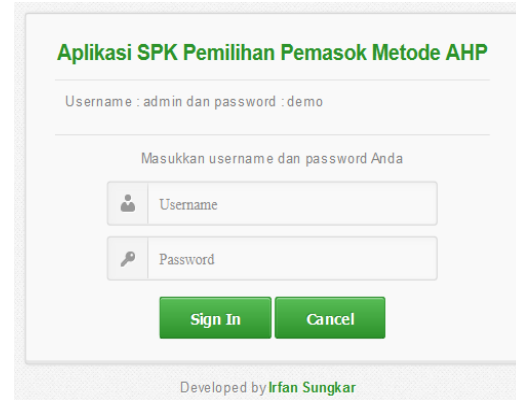 Aplikasi SPK Pemilihan Pemasok Metode AHP
Username : admin dan password : demo
Masukkan username dan password Anda
Username
Password
Sign In Cancel
Developed by Irfan Sungkar